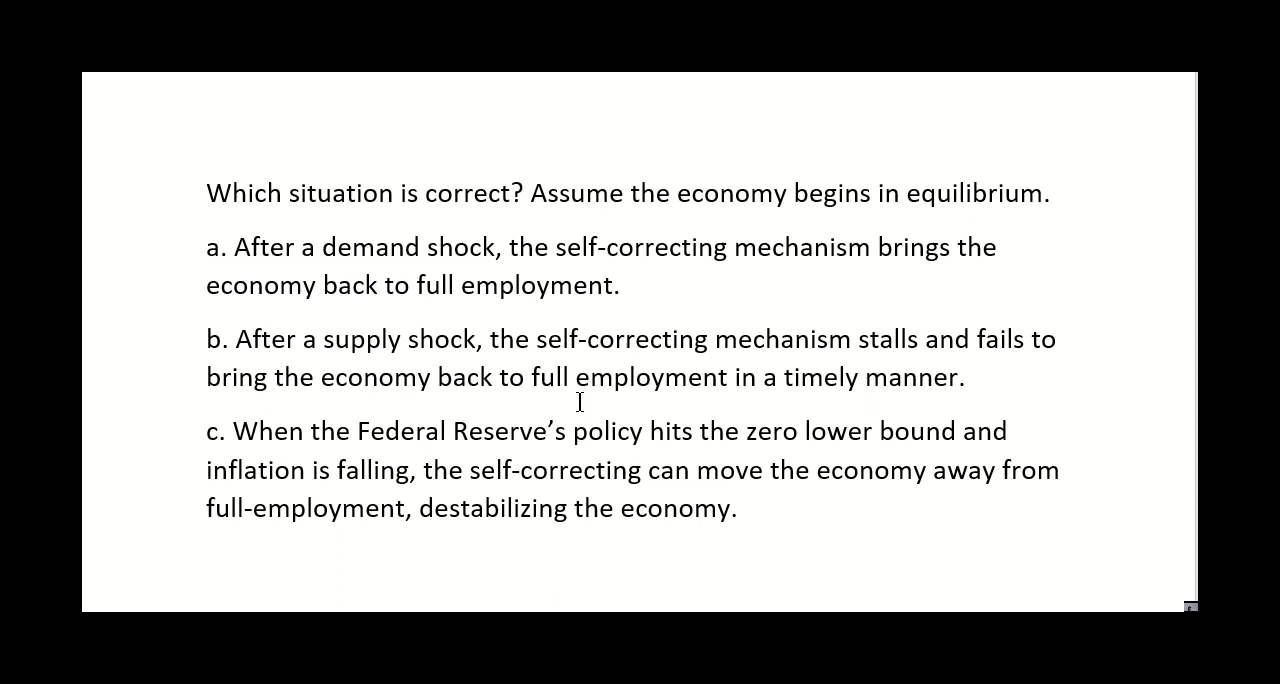 Which situation is correct? Assume the economy begins in equilibrium.
a. After a demand shock, the self-correcting mechanism brings the
economy back to full employment.
b. After a supply shock, the self-correcting mechanism stalls and fails to
bring the economy back to full employment in a timely manner.
c. When the Federal Reserve’s policy hits the zero lower bound and
inflation is falling, the self-correcting can move the economy away from
full-employment, destabilizing the economy.